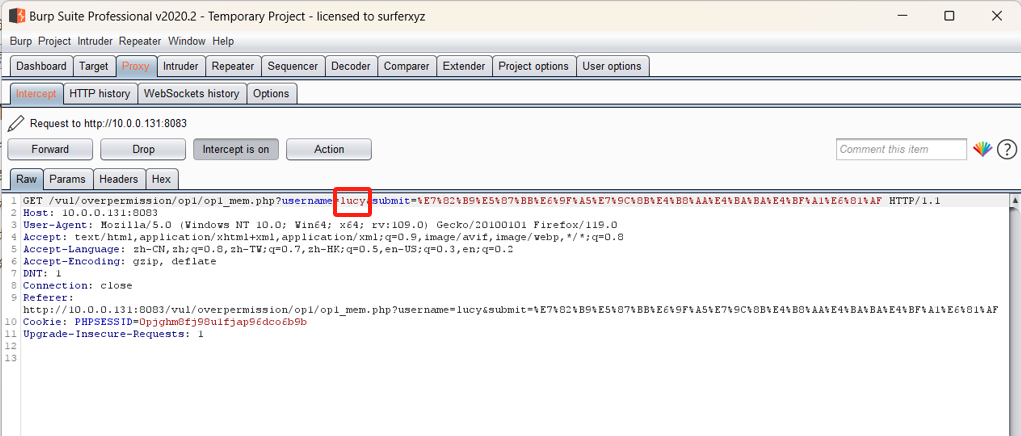 Burp Suite Professional v2020.2 - Temporary Project - licensed to surferxyz
Burp Project Intruder Repeater Window Help
Dashboard Target Proxy Intruder Repeater Sequencer Decoder Comparer Extender Project options User options
Intercept HTTP history WebSockets history Options
Request to http://10.0.0.131:8083
Forward Drop Intercept is on Action Comment this item ?
Raw Params Headers Hex
1 GET /vul/overpermission/op1/op1_mem.php?username=lucy&submit=%E7%82%B9%E5%87%BB%E6%9F%A5%E7%9C%8B%E4%B8%AA%E4%BA%BA%E4%BF%A1%E6%81%AF HTTP/1.1
2 Host: 10.0.0.131:8083
3 User-Agent: Mozilla/5.0 (Windows NT 10.0; Win64; x64; rv:109.0) Gecko/20100101 Firefox/119.0
4 Accept: text/html,application/xhtml+xml,application/xml;q=0.9,image/avif,image/webp,*/*;q=0.8
5 Accept-Language: zh-CN,zh;q=0.8,zh-TW;q=0.7,zh-HK;q=0.5,en-US;q=0.3,en;q=0.2
6 Accept-Encoding: gzip, deflate
7 DNT: 1
8 Connection: close
9 Referer:
http://10.0.0.131:8083/vul/overpermission/op1/op1_mem.php?username=lucy&submit=%E7%82%B9%E5%87%BB%E6%9F%A5%E7%9C%8B%E4%B8%AA%E4%BA%BA%E4%BF%A1%E6%81%AF
10 Cookie: PHPSESSID=0pjghm8fj98u1fjap96dco6b9b
11 Upgrade-Insecure-Requests: 1
12
13